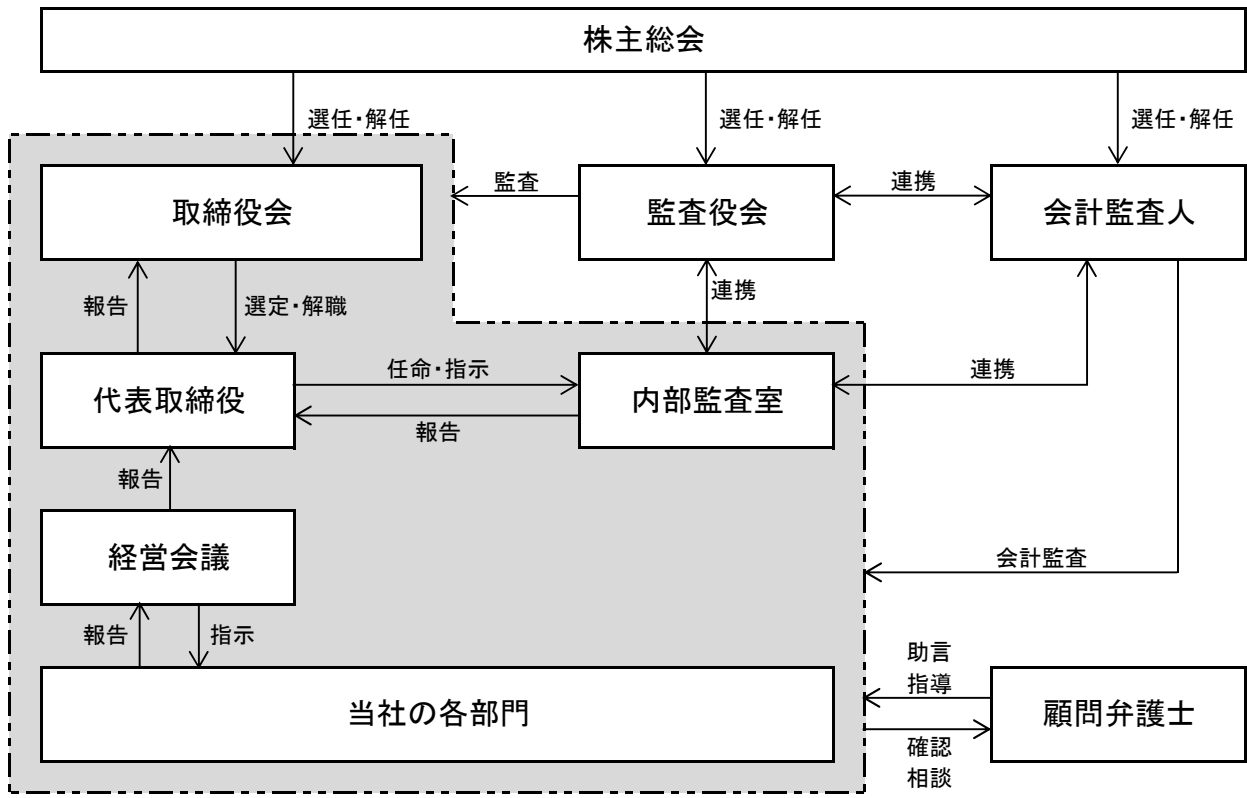 株主総会
選任・解任
選任・解任
選任・解任
取締役会
監査
監査役会
連携
会計監査人
報告
選定・解職
連携
代表取締役
任命・指示
報告
内部監査室
連携
報告
経営会議
会計監査
報告
指示
助言
指導
当社の各部門
顧問弁護士
確認
相談